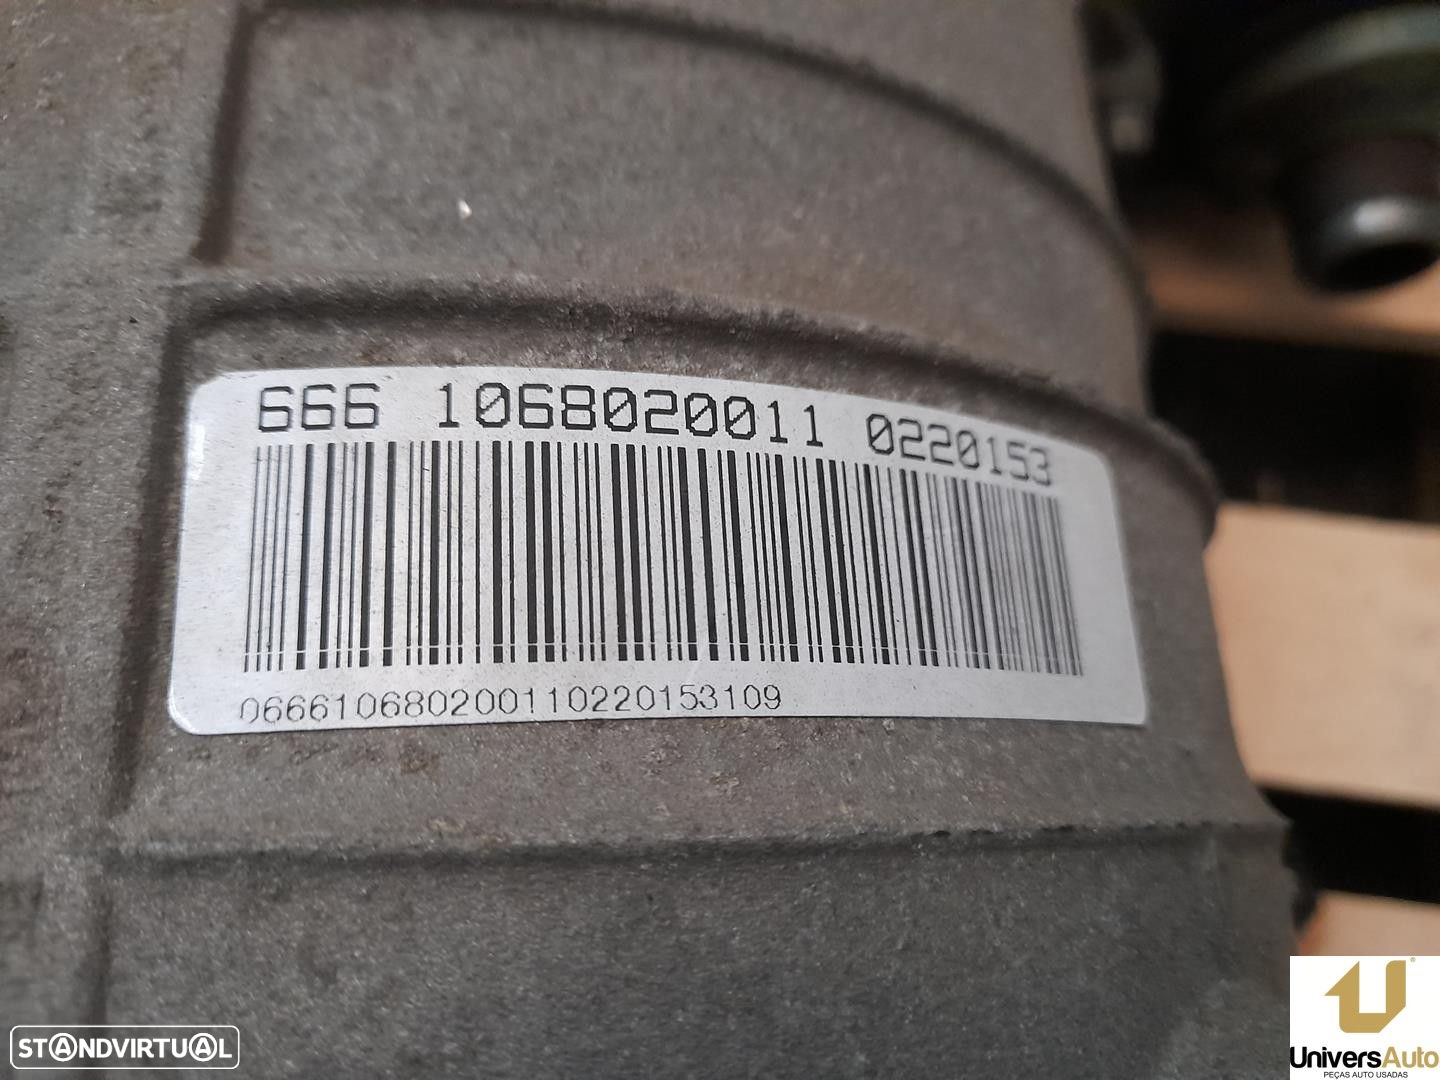 666 1068020011 0220153
066610680200110220153109
STANDVIRTUAL
UniversAuto
PEÇAS AUTO USADAS